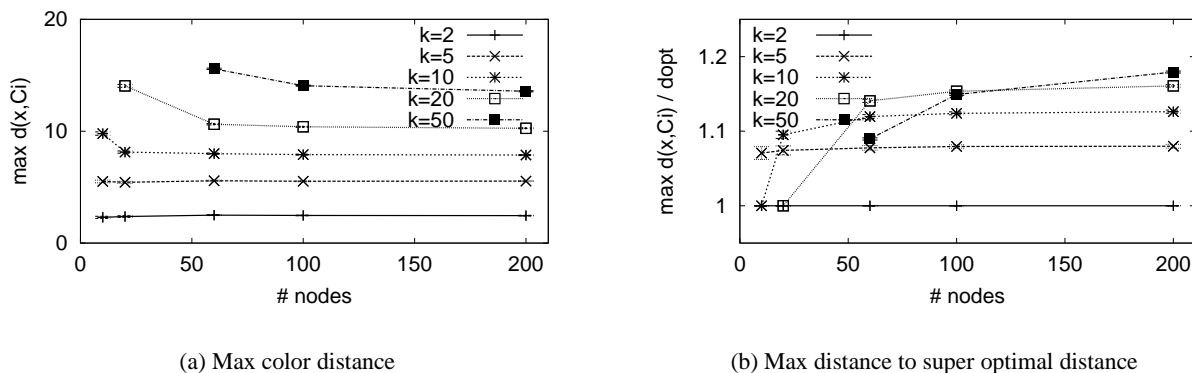 max d(x,Ci)
20
10
0
0
50
100
150
200
# nodes
k=2
k=5
k=10
k=20
k=50
(a) Max color distance
max d(x,Ci) / dopt
1.2
1.1
1
0
50
100
150
200
# nodes
k=2
k=5
k=10
k=20
k=50
(b) Max distance to super optimal distance